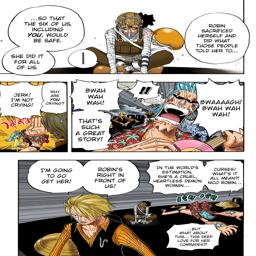 ...SO THAT
THE SIX OF US,
INCLUDING
YOU, WOULD
BE SAFE.
SHE DID IT
FOR ALL
OF US.
ROBIN
SACRIFICED
HERSELF AND
DID WHAT
THOSE
PEOPLE
TOLD HER TO...
JERK! I'M
NOT CRYING!
WHY
ARE YOU
CRYING?
BWAH
WAH
WAH!
THAT'S
SUCH A
GREAT
STORY!
!!
BWAAAAGH!
BWAH WAH
WAH!
I'M GOING
TO GO
GET HER!
ROBIN'S
RIGHT IN
FRONT OF
US!
IN THE WORLD'S
ESTIMATION,
SHE'S A CRUEL,
HEARTLESS DEMON
WOMAN...
CURSES!
WHAT'S IT
ALL MEAN?!
NICO ROBIN...
...BUT
WHAT ABOUT
THIS...THIS DEEP
LOVE FOR HER
COMRADES?!